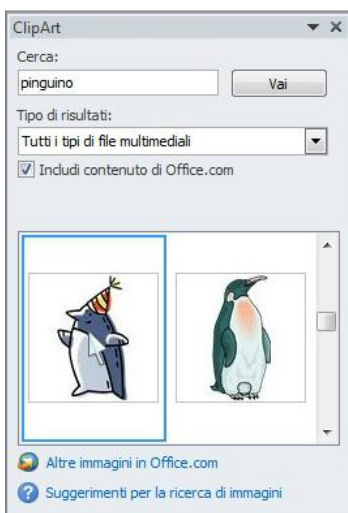 ClipArt
Cerca:
pinguino
Vai
Tipo di risultati:
Tutti i tipi di file multimediali
Includi contenuto di Office.com
Altre immagini in Office.com
Suggerimenti per la ricerca di immagini